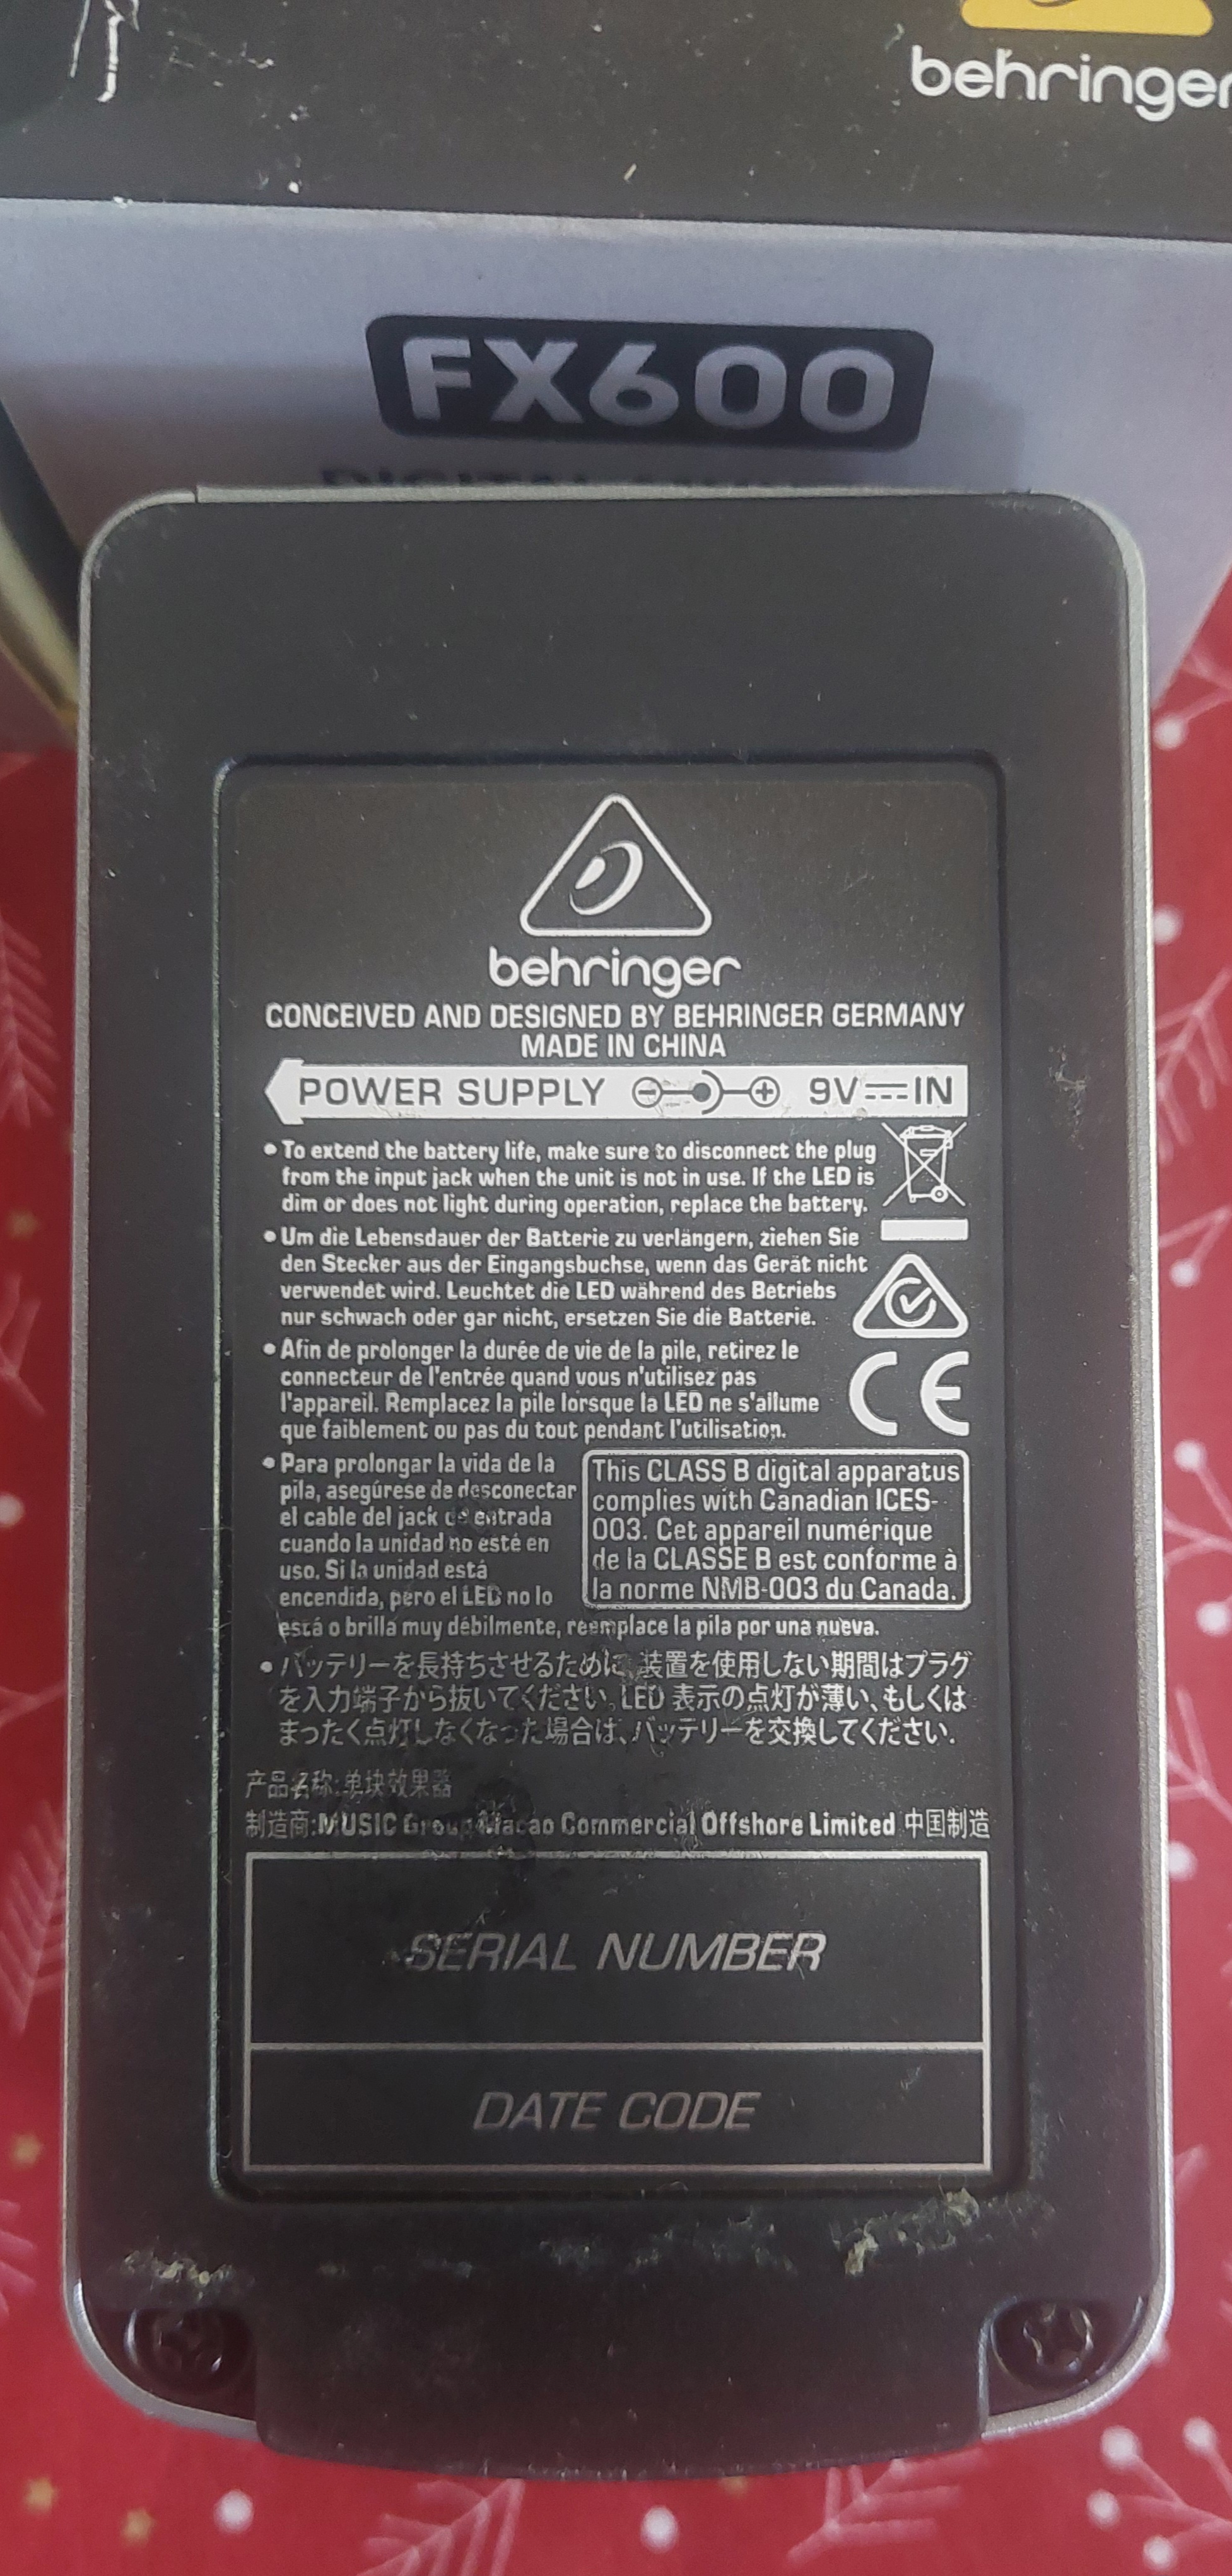 behringer
FX600
behringer
CONCEIVED AND DESIGNED BY BEHRINGER GERMANY
MADE IN CHINA
POWER SUPPLY 9V IN
• To extend the battery life, make sure to disconnect the plug
from the input jack when the unit is not in use. If the LED is
dim or does not light during operation, replace the battery.
• Um die Lebensdauer der Batterie zu verlängern, ziehen Sie
den Stecker aus der Eingangsbuchse, wenn das Gerät nicht
verwendet wird. Leuchtet die LED während des Betriebs
nur schwach oder gar nicht, ersetzen Sie die Batterie.
• Afin de prolonger la durée de vie de la pile, retirez le
connecteur de l'entrée quand vous n'utilisez pas
l'appareil. Remplacez la pile lorsque la LED ne s'allume
que faiblement ou pas du tout pendant l'utilisation.
CE
• Para prolongar la vida de la
pila, asegúrese de desconectar
el cable del jack de entrada
cuando la unidad no esté en
uso. Si la unidad está
encendida, pero el LED no lo
está o brilla muy débilmente, reemplace la pila por una nueva.
This CLASS B digital apparatus
complies with Canadian ICES-
003. Cet appareil numérique
de la CLASSE B est conforme à
la norme NMB-003 du Canada.
• バッテリーを長持ちさせるために、装置を使用しない期間はプラグ
を入力端子から抜いてください。LED 表示の点灯が薄い、もしくは
まったく点灯しなくなった場合は、バッテリーを交換してください.
产品名称:单块效果器
制造商:MUSIC Group Macao Commercial Offshore Limited 中国制造
SERIAL NUMBER
DATE CODE